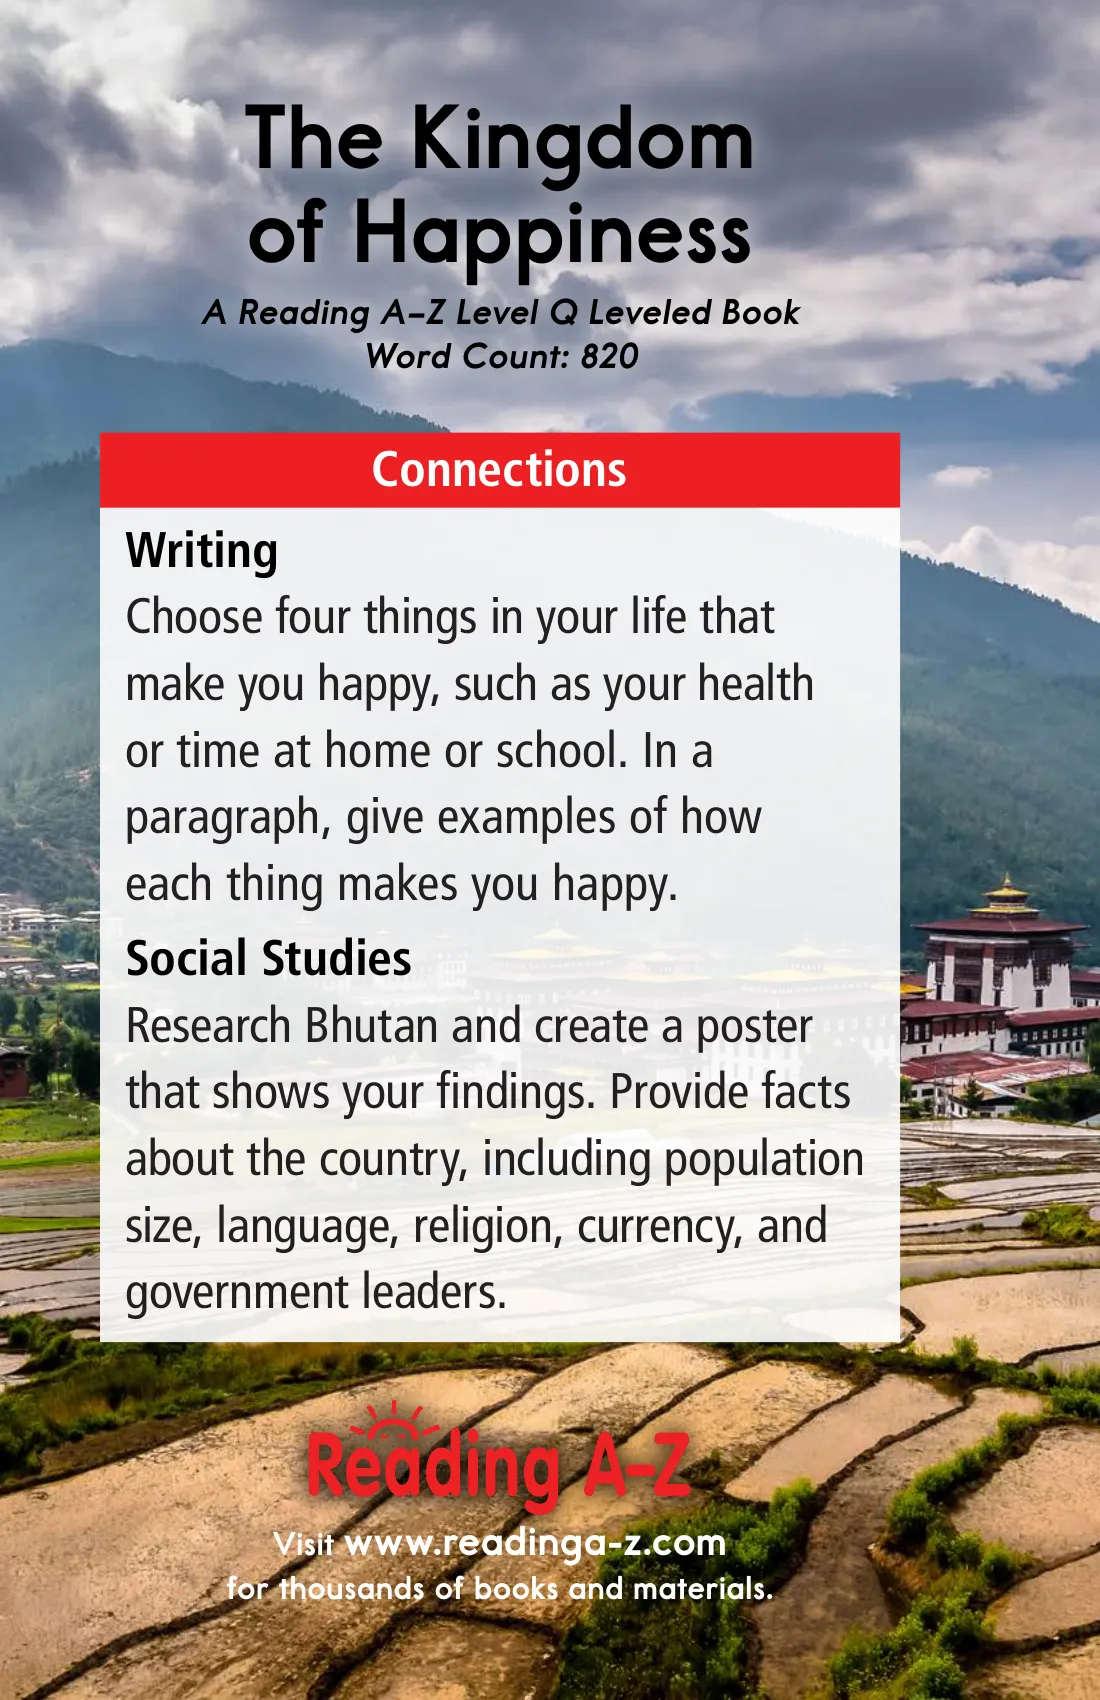 The Kingdom
of Happiness
A Reading A–Z Level Q Leveled Book
Word Count: 820
Connections
Writing
Choose four things in your life that
make you happy, such as your health
or time at home or school. In a
paragraph, give examples of how
each thing makes you happy.
Social Studies
Research Bhutan and create a poster
that shows your findings. Provide facts
about the country, including population
size, language, religion, currency, and
government leaders.
Reading A–Z
Visit www.readinga-z.com
for thousands of books and materials.